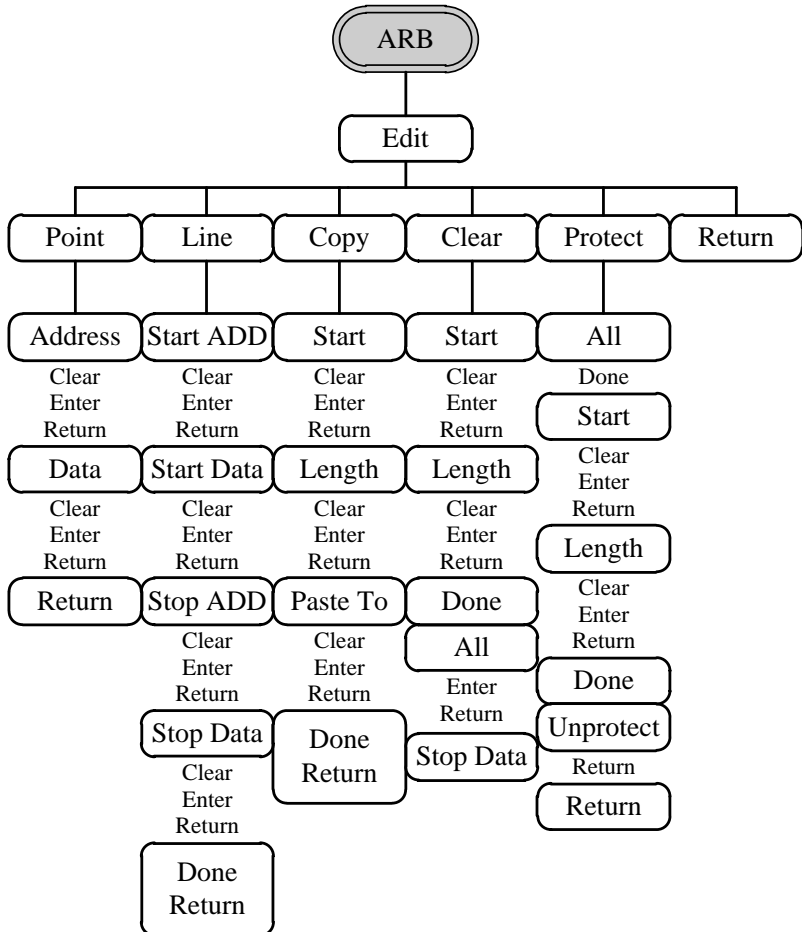 ARB
Edit
Point
Line
Copy
Clear
Protect
Return
Address
Clear
Enter
Return
Data
Clear
Enter
Return
Return
Start ADD
Clear
Enter
Return
Start Data
Clear
Enter
Return
Stop ADD
Clear
Enter
Return
Stop Data
Clear
Enter
Return
Done
Return
Start
Clear
Enter
Return
Length
Clear
Enter
Return
Paste To
Clear
Enter
Return
Done
Return
Start
Clear
Enter
Return
Length
Clear
Enter
Return
Done
All
Enter
Return
Stop Data
All
Done
Start
Clear
Enter
Return
Length
Clear
Enter
Return
Done
Unprotect
Return
Return